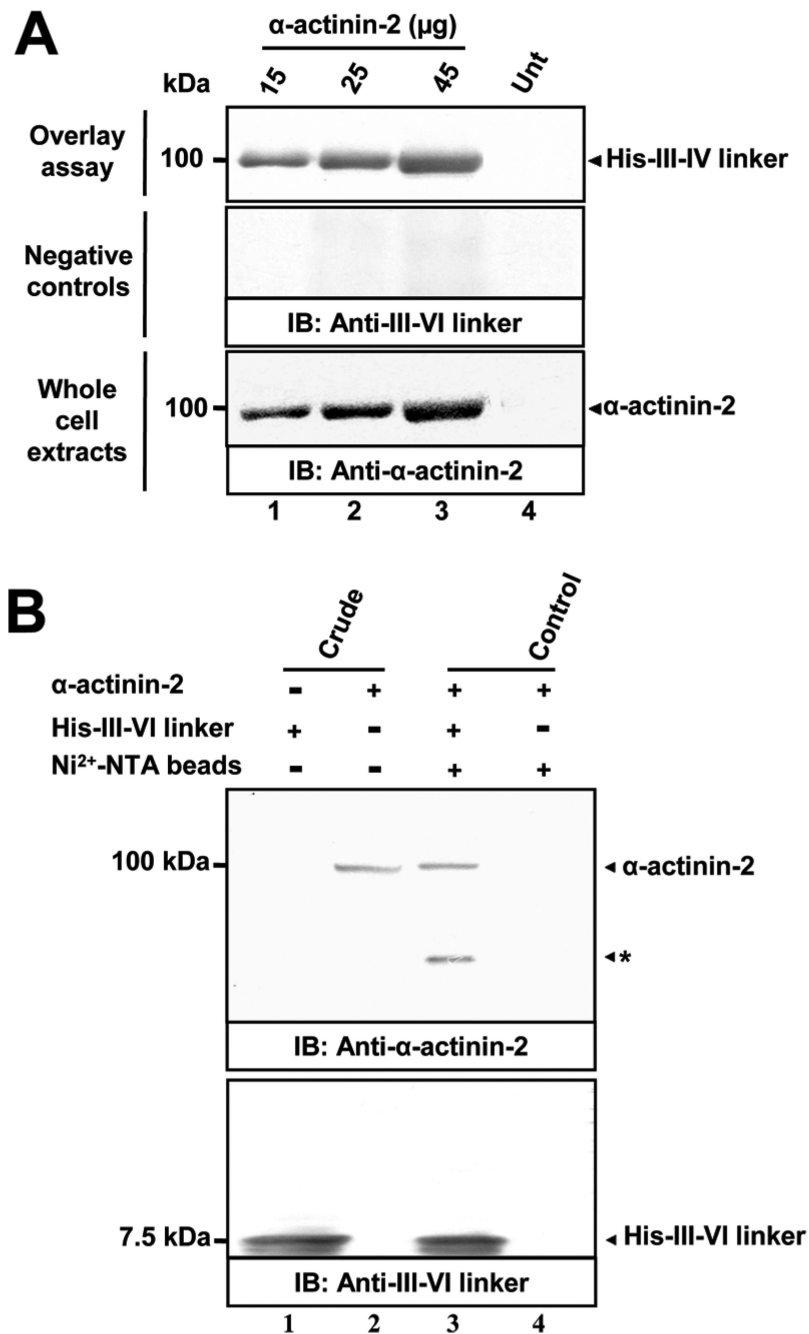 A
α-actinin-2 (μg)
kDa 15 25 45 Unt
Overlay assay
100
His-III-IV linker
Negative controls
IB: Anti-III-VI linker
Whole cell extracts
100
α-actinin-2
IB: Anti-α-actinin-2
1 2 3 4
B
Crude Control
α-actinin-2 - + + +
His-III-VI linker + - + -
Ni²⁺-NTA beads - - + +
100 kDa
α-actinin-2
*
IB: Anti-α-actinin-2
7.5 kDa
His-III-VI linker
IB: Anti-III-VI linker
1 2 3 4